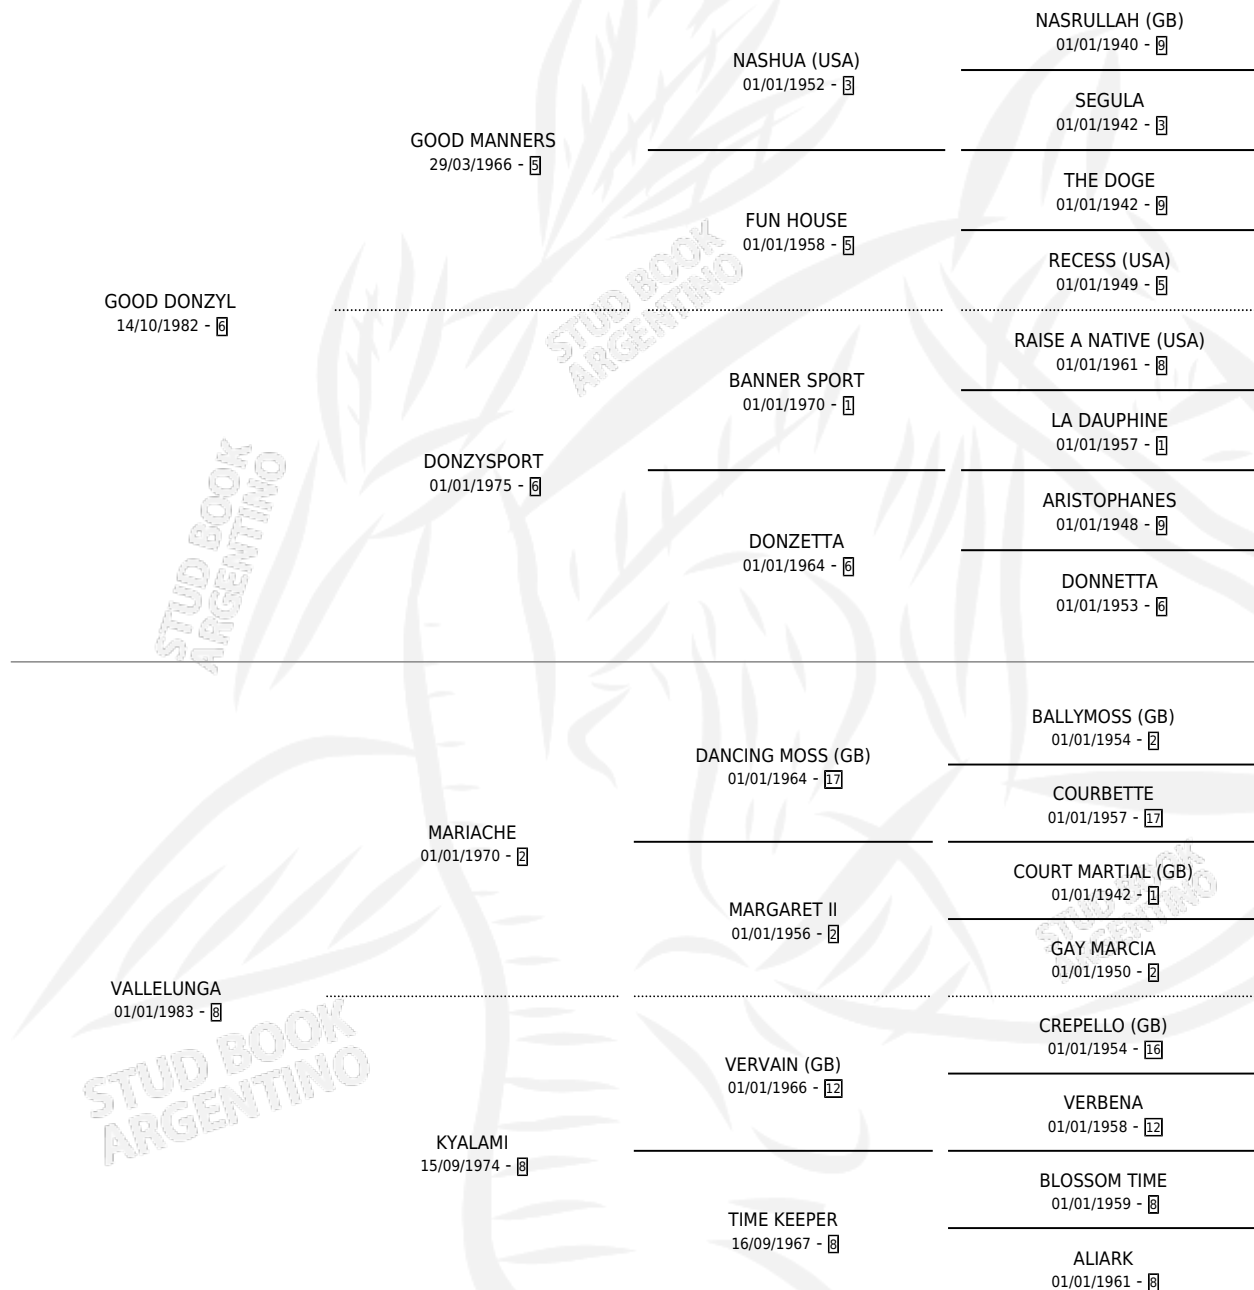 NASRULLAH (GB)
01/01/1940 - 9
NASHUA (USA)
01/01/1952 - 3
SEGULA
01/01/1942 - 3
GOOD MANNERS
29/03/1966 - 5
THE DOGE
01/01/1942 - 9
FUN HOUSE
01/01/1958 - 5
RECESS (USA)
01/01/1949 - 5
GOOD DONZYL
14/10/1982 - 6
RAISE A NATIVE (USA)
01/01/1961 - 8
BANNER SPORT
01/01/1970 - 1
LA DAUPHINE
01/01/1957 - 1
DONZYSPORT
01/01/1975 - 6
ARISTOPHANES
01/01/1948 - 9
DONZETTA
01/01/1964 - 6
DONNETTA
01/01/1953 - 6
BALLYMOSS (GB)
01/01/1954 - 2
DANCING MOSS (GB)
01/01/1964 - 17
COURBETTE
01/01/1957 - 17
MARIACHE
01/01/1970 - 2
COURT MARTIAL (GB)
01/01/1942 - 1
MARGARET II
01/01/1956 - 2
GAY MARCIA
01/01/1950 - 2
VALLELUNGA
01/01/1983 - 8
CREPELLO (GB)
01/01/1954 - 16
VERVAIN (GB)
01/01/1966 - 12
VERBENA
01/01/1958 - 12
KYALAMI
15/09/1974 - 8
BLOSSOM TIME
01/01/1959 - 8
TIME KEEPER
16/09/1967 - 8
ALIARK
01/01/1961 - 8
STUD BOOK
ARGENTINO
STUD BOOK
ARGENTINO
STUD BOOK
ARGENTINO
STUD BOOK
ARGENTINO